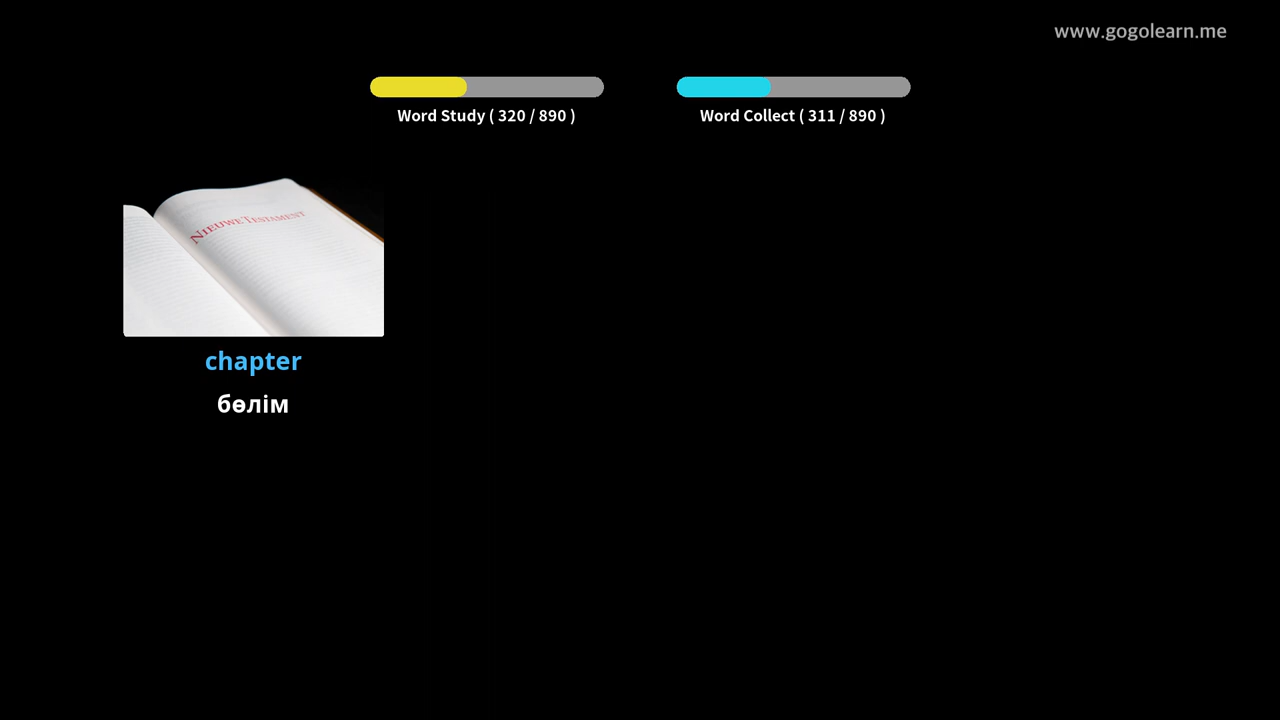 www.gogolearn.me
Word Study ( 320 / 890 )
Word Collect ( 311 / 890 )
NIEUWE TESTAMENT
chapter
бөлім